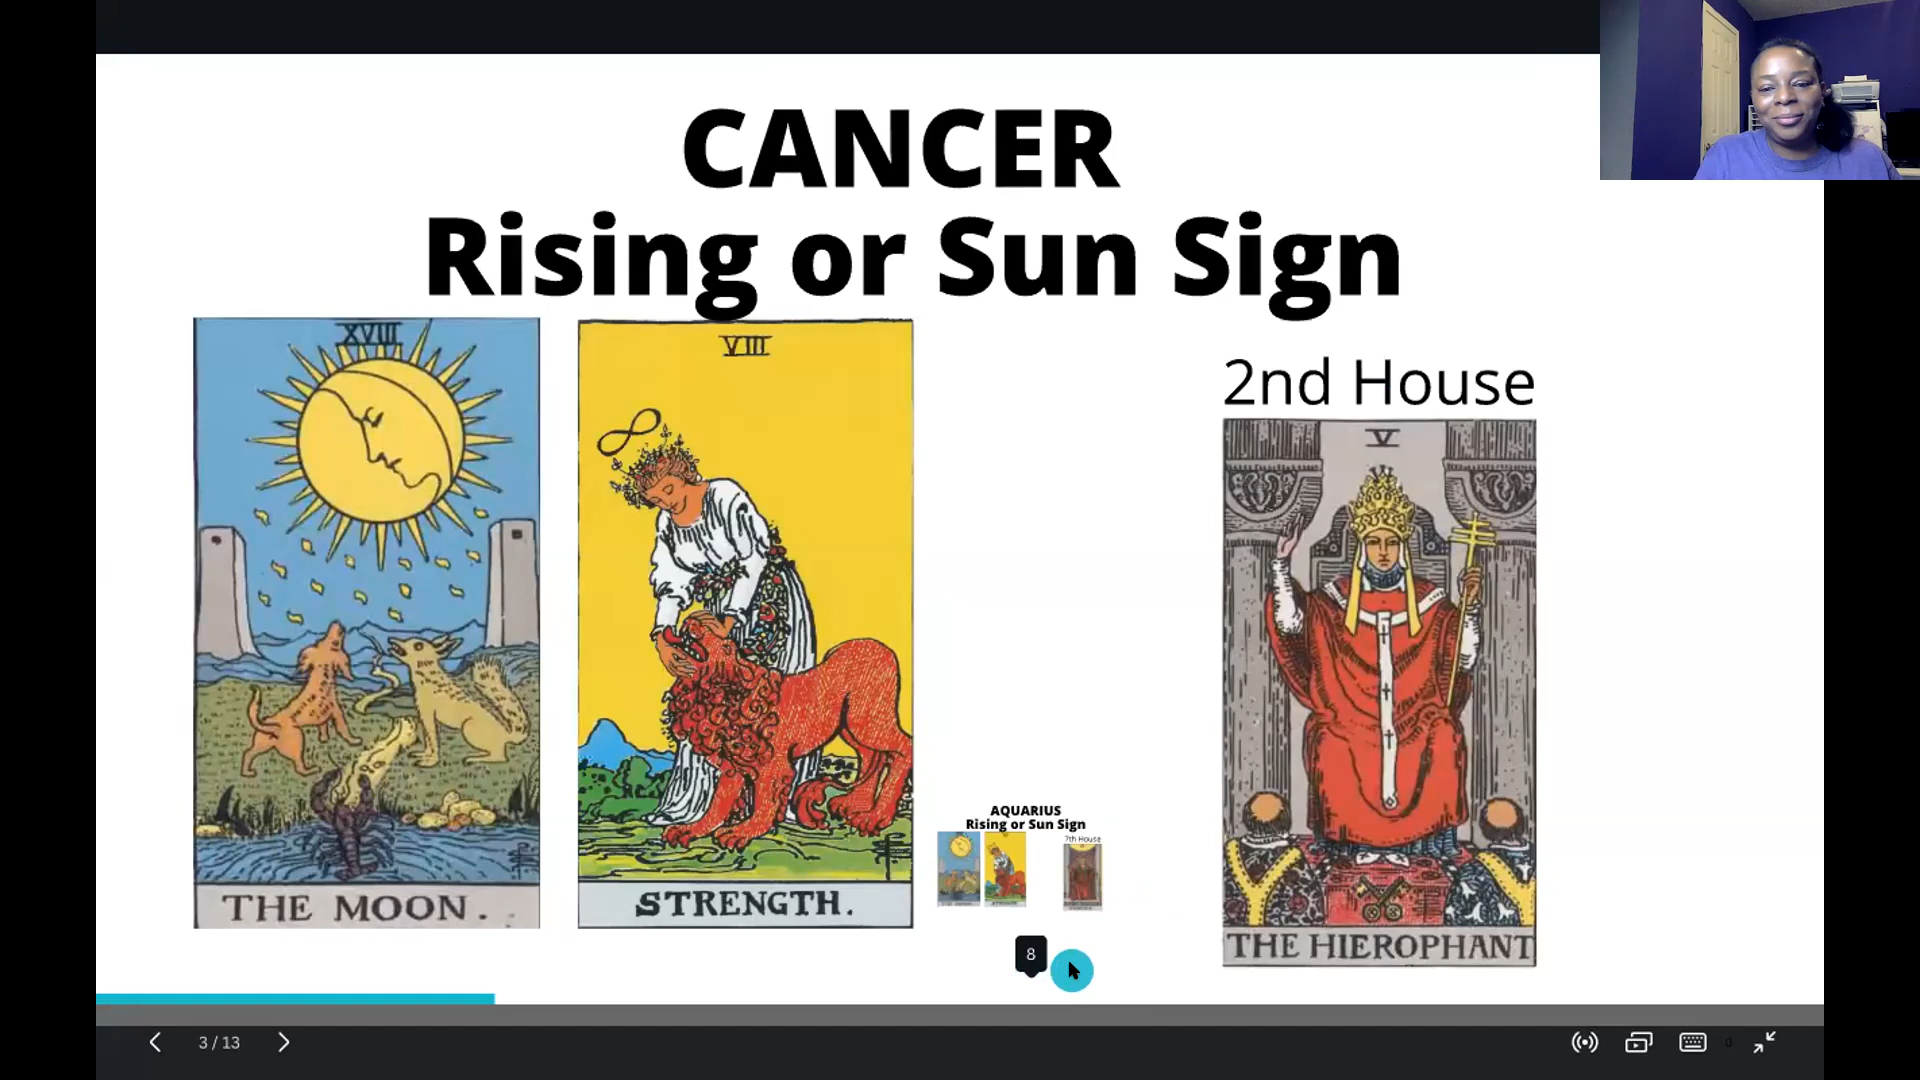 CANCER
Rising or Sun Sign
XVIII
THE MOON.
VIII
STRENGTH.
2nd House
V
THE HIEROPHANT
AQUARIUS
Rising or Sun Sign
7th House
8
3 / 13